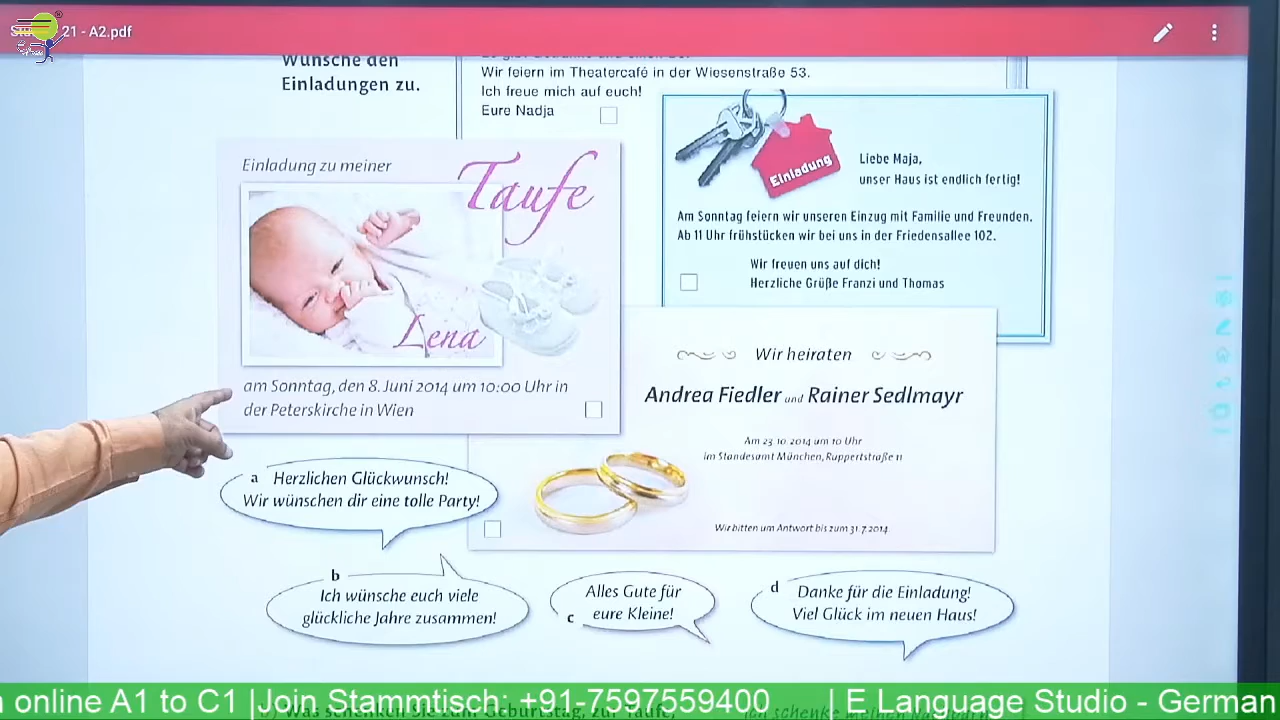 21 - A2.pdf
Wünsche den
Einladungen zu.
Wir feiern im Theatercafé in der Wiesenstraße 53.
Ich freue mich auf euch!
Eure Nadja
Einladung zu meiner
Taufe
Lena
am Sonntag, den 8. Juni 2014 um 10:00 Uhr in
der Peterskirche in Wien
Einladung
Liebe Maja,
unser Haus ist endlich fertig!
Am Sonntag feiern wir unseren Einzug mit Familie und Freunden.
Ab 11 Uhr frühstücken wir bei uns in der Friedensallee 102.
Wir freuen uns auf dich!
Herzliche Grüße Franzi und Thomas
Wir heiraten
Andrea Fiedler und Rainer Sedlmayr
Am 23.10.2014 um 10 Uhr
im Standesamt München, Ruppertstraße 11
Wir bitten um Antwort bis zum 31.7.2014.
a Herzlichen Glückwunsch!
Wir wünschen dir eine tolle Party!
b
Ich wünsche euch viele
glückliche Jahre zusammen!
Alles Gute für
c eure Kleine!
d Danke für die Einladung!
Viel Glück im neuen Haus!
online A1 to C1 |Join Stammtisch: +91-7597559400 | E Language Studio - German
Was schenken Sie zum Geburtstag, zur Taufe,